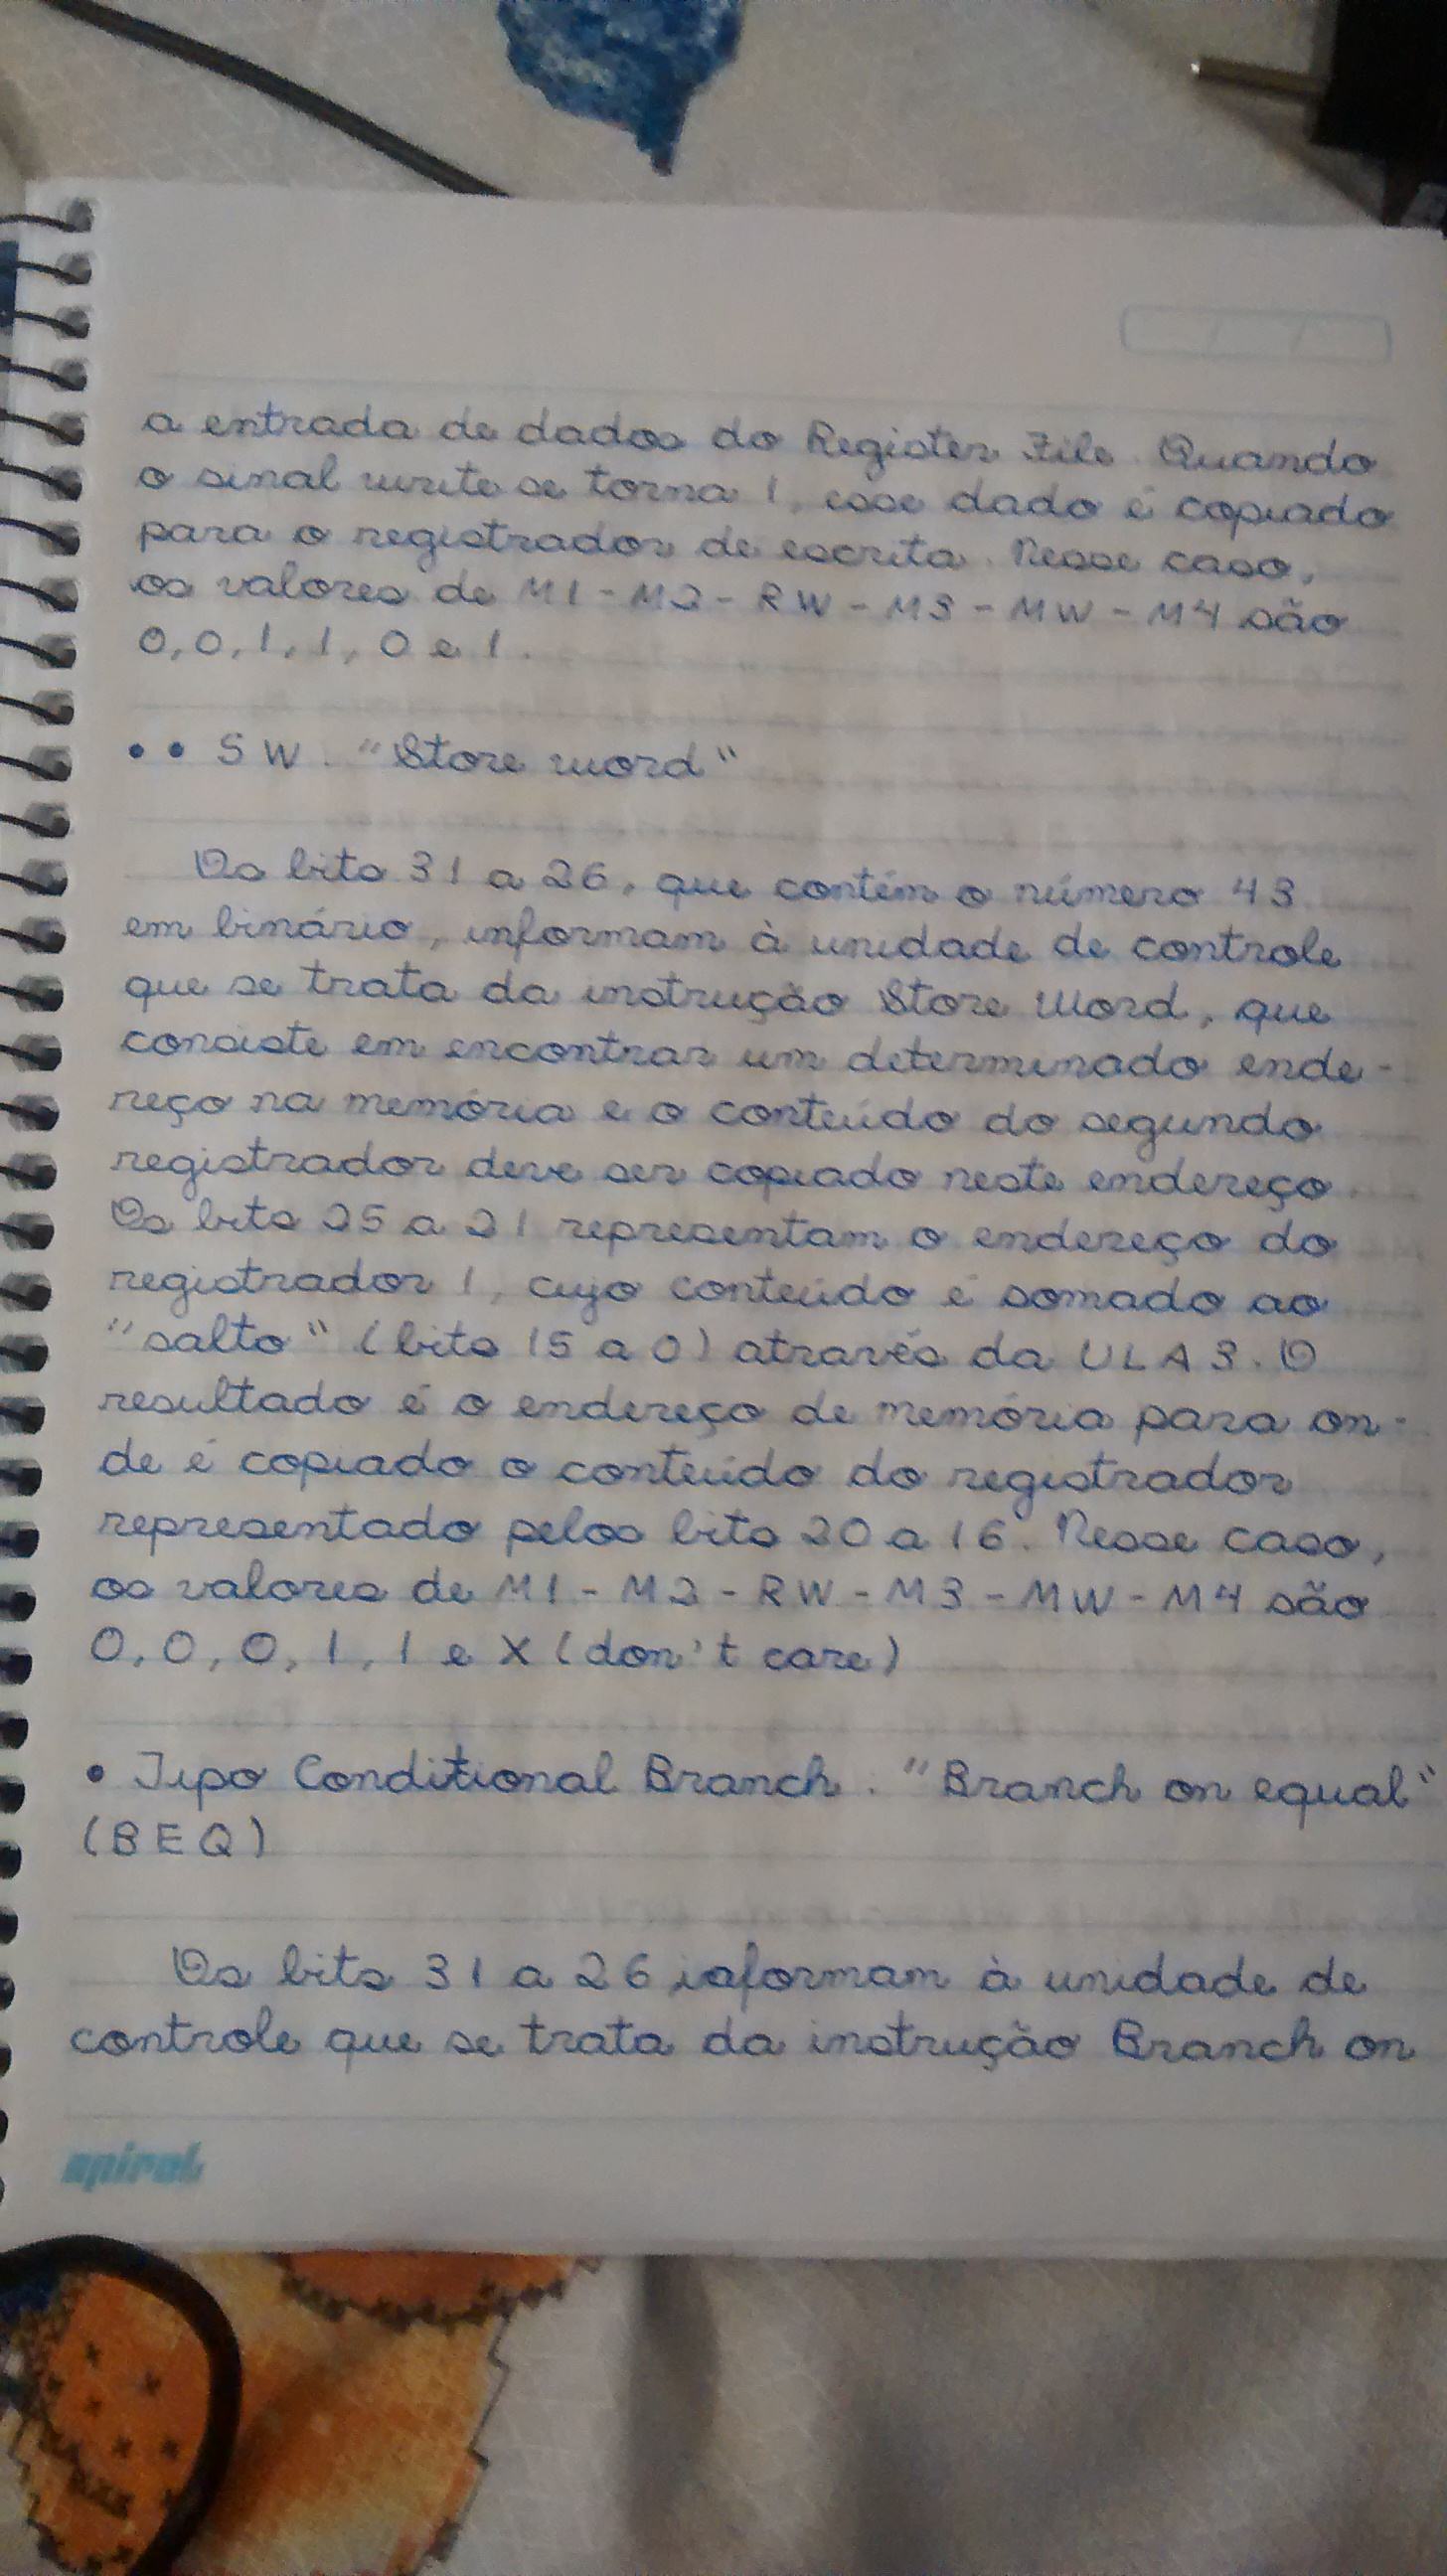 a entrada de dados do Register File. Quando
o sinal write se torna 1, esse dado é copiado
para o registrador de escrita. Nesse caso,
os valores de M1 - M2 - RW - M3 - MW - M4 são
0, 0, 1, 1, 0 e 1.
•• SW. "Store word"
Os bits 31 a 26, que contém o número 43
em binário, informam à unidade de controle
que se trata da instrução Store Word, que
consiste em encontrar um determinado ende-
reço na memória e o conteúdo do segundo
registrador deve ser copiado neste endereço.
Os bits 25 a 21 representam o endereço do
registrador 1, cujo conteúdo é somado ao
"salto" (bits 15 a 0) através da ULA 3. O
resultado é o endereço de memória para on-
de é copiado o conteúdo do registrador
representado pelos bits 20 a 16. Nesse caso,
os valores de M1 - M2 - RW - M3 - MW - M4 são
0, 0, 0, 1, 1 e X (don't care)
• Tipo Conditional Branch. "Branch on equal"
(BEQ)
Os bits 31 a 26 informam à unidade de
controle que se trata da instrução Branch on
spiral